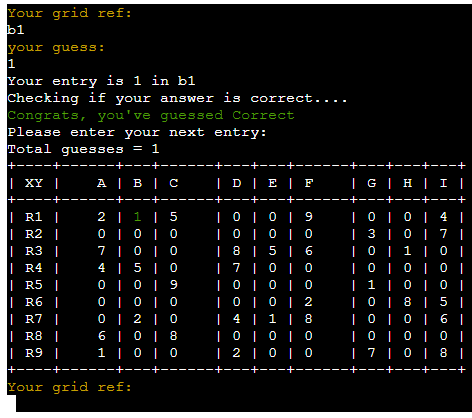 Your grid ref:
b1
your guess:
1
Your entry is 1 in b1
Checking if your answer is correct....
Congrats, you've guessed Correct
Please enter your next entry:
Total guesses = 1
+-----+-------+---+-------+---+---+-------+---+---+---+
| XY | A | B | C | D | E | F | G | H | I |
+-----+-------+---+-------+---+---+-------+---+---+---+
| R1 | 2 | 1 | 5 | 0 | 0 | 9 | 0 | 0 | 4 |
| R2 | 0 | 0 | 0 | 0 | 0 | 0 | 3 | 0 | 7 |
| R3 | 7 | 0 | 0 | 8 | 5 | 6 | 0 | 1 | 0 |
| R4 | 4 | 5 | 0 | 7 | 0 | 0 | 0 | 0 | 0 |
| R5 | 0 | 0 | 9 | 0 | 0 | 0 | 1 | 0 | 0 |
| R6 | 0 | 0 | 0 | 0 | 0 | 2 | 0 | 8 | 5 |
| R7 | 0 | 2 | 0 | 4 | 1 | 8 | 0 | 0 | 6 |
| R8 | 6 | 0 | 8 | 0 | 0 | 0 | 0 | 0 | 0 |
| R9 | 1 | 0 | 0 | 2 | 0 | 0 | 7 | 0 | 8 |
+-----+-------+---+-------+---+---+-------+---+---+---+
Your grid ref: